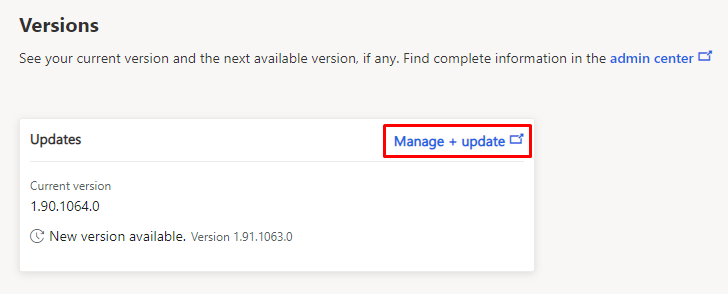 Versions
See your current version and the next available version, if any. Find complete information in the admin center
Updates
Manage + update
Current version
1.90.1064.0
New version available. Version 1.91.1063.0